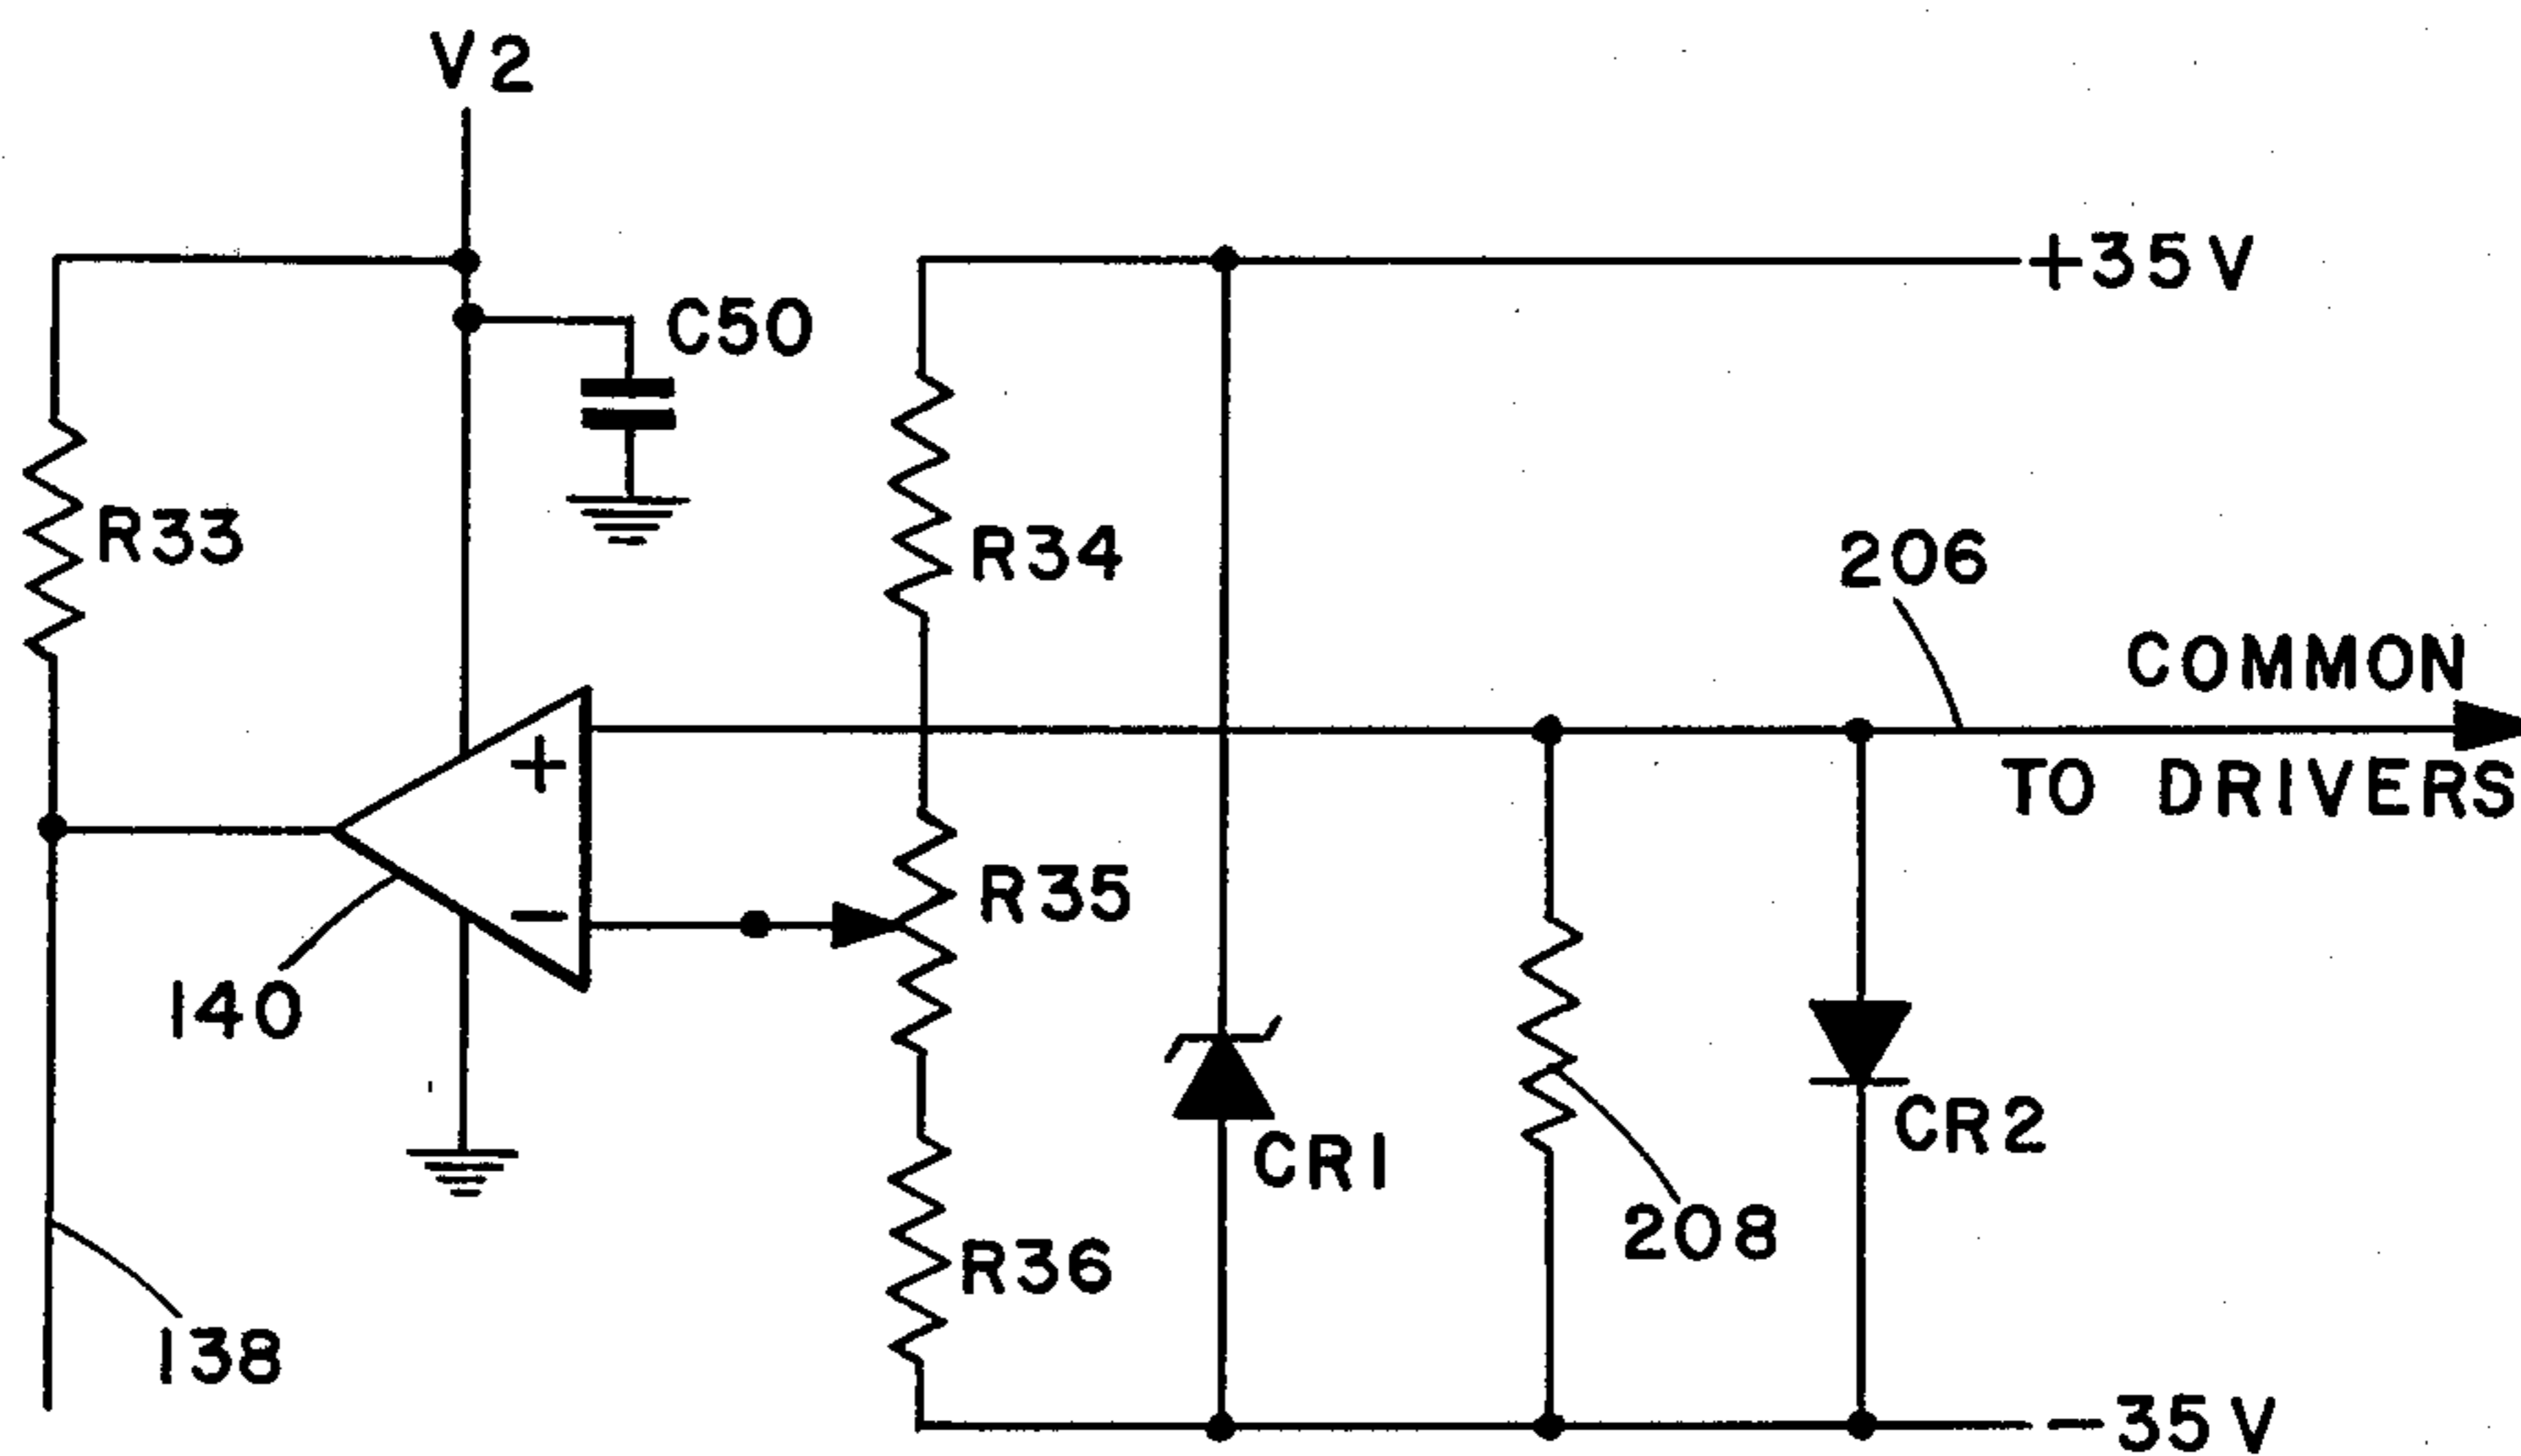 V2
+35V
C50
R33
R34
206
COMMON
TO DRIVERS
+
R35
-
140
CR1
CR2
208
R36
138
-35V